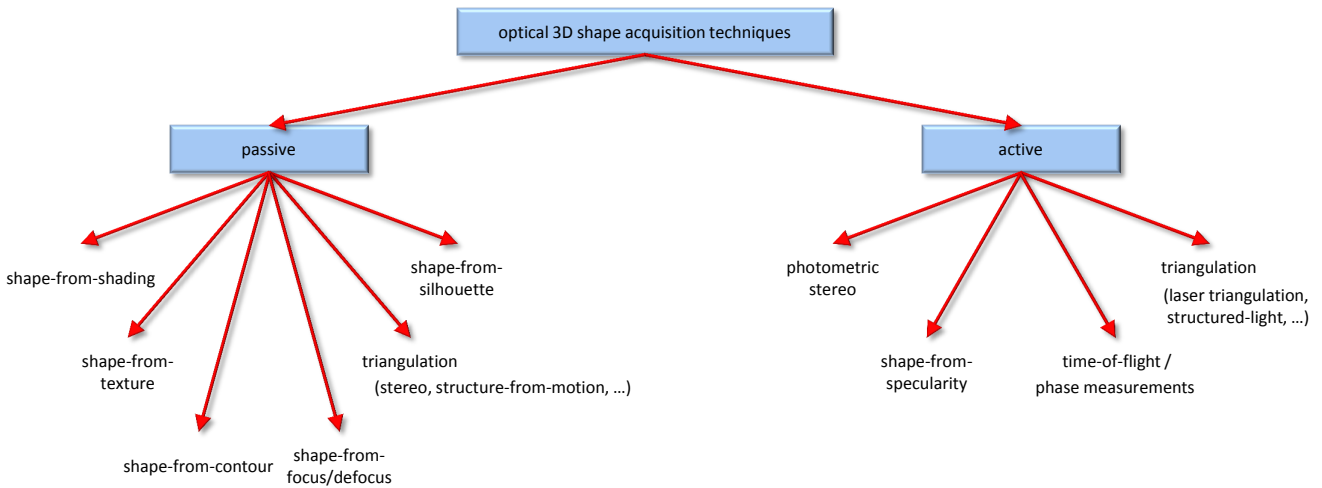 optical 3D shape acquisition techniques
passive
active
shape-from-shading
shape-from-
texture
shape-from-contour
shape-from-
focus/defocus
triangulation
(stereo, structure-from-motion, …)
shape-from-
silhouette
photometric
stereo
shape-from-
specularity
time-of-flight /
phase measurements
triangulation
(laser triangulation,
structured-light, …)